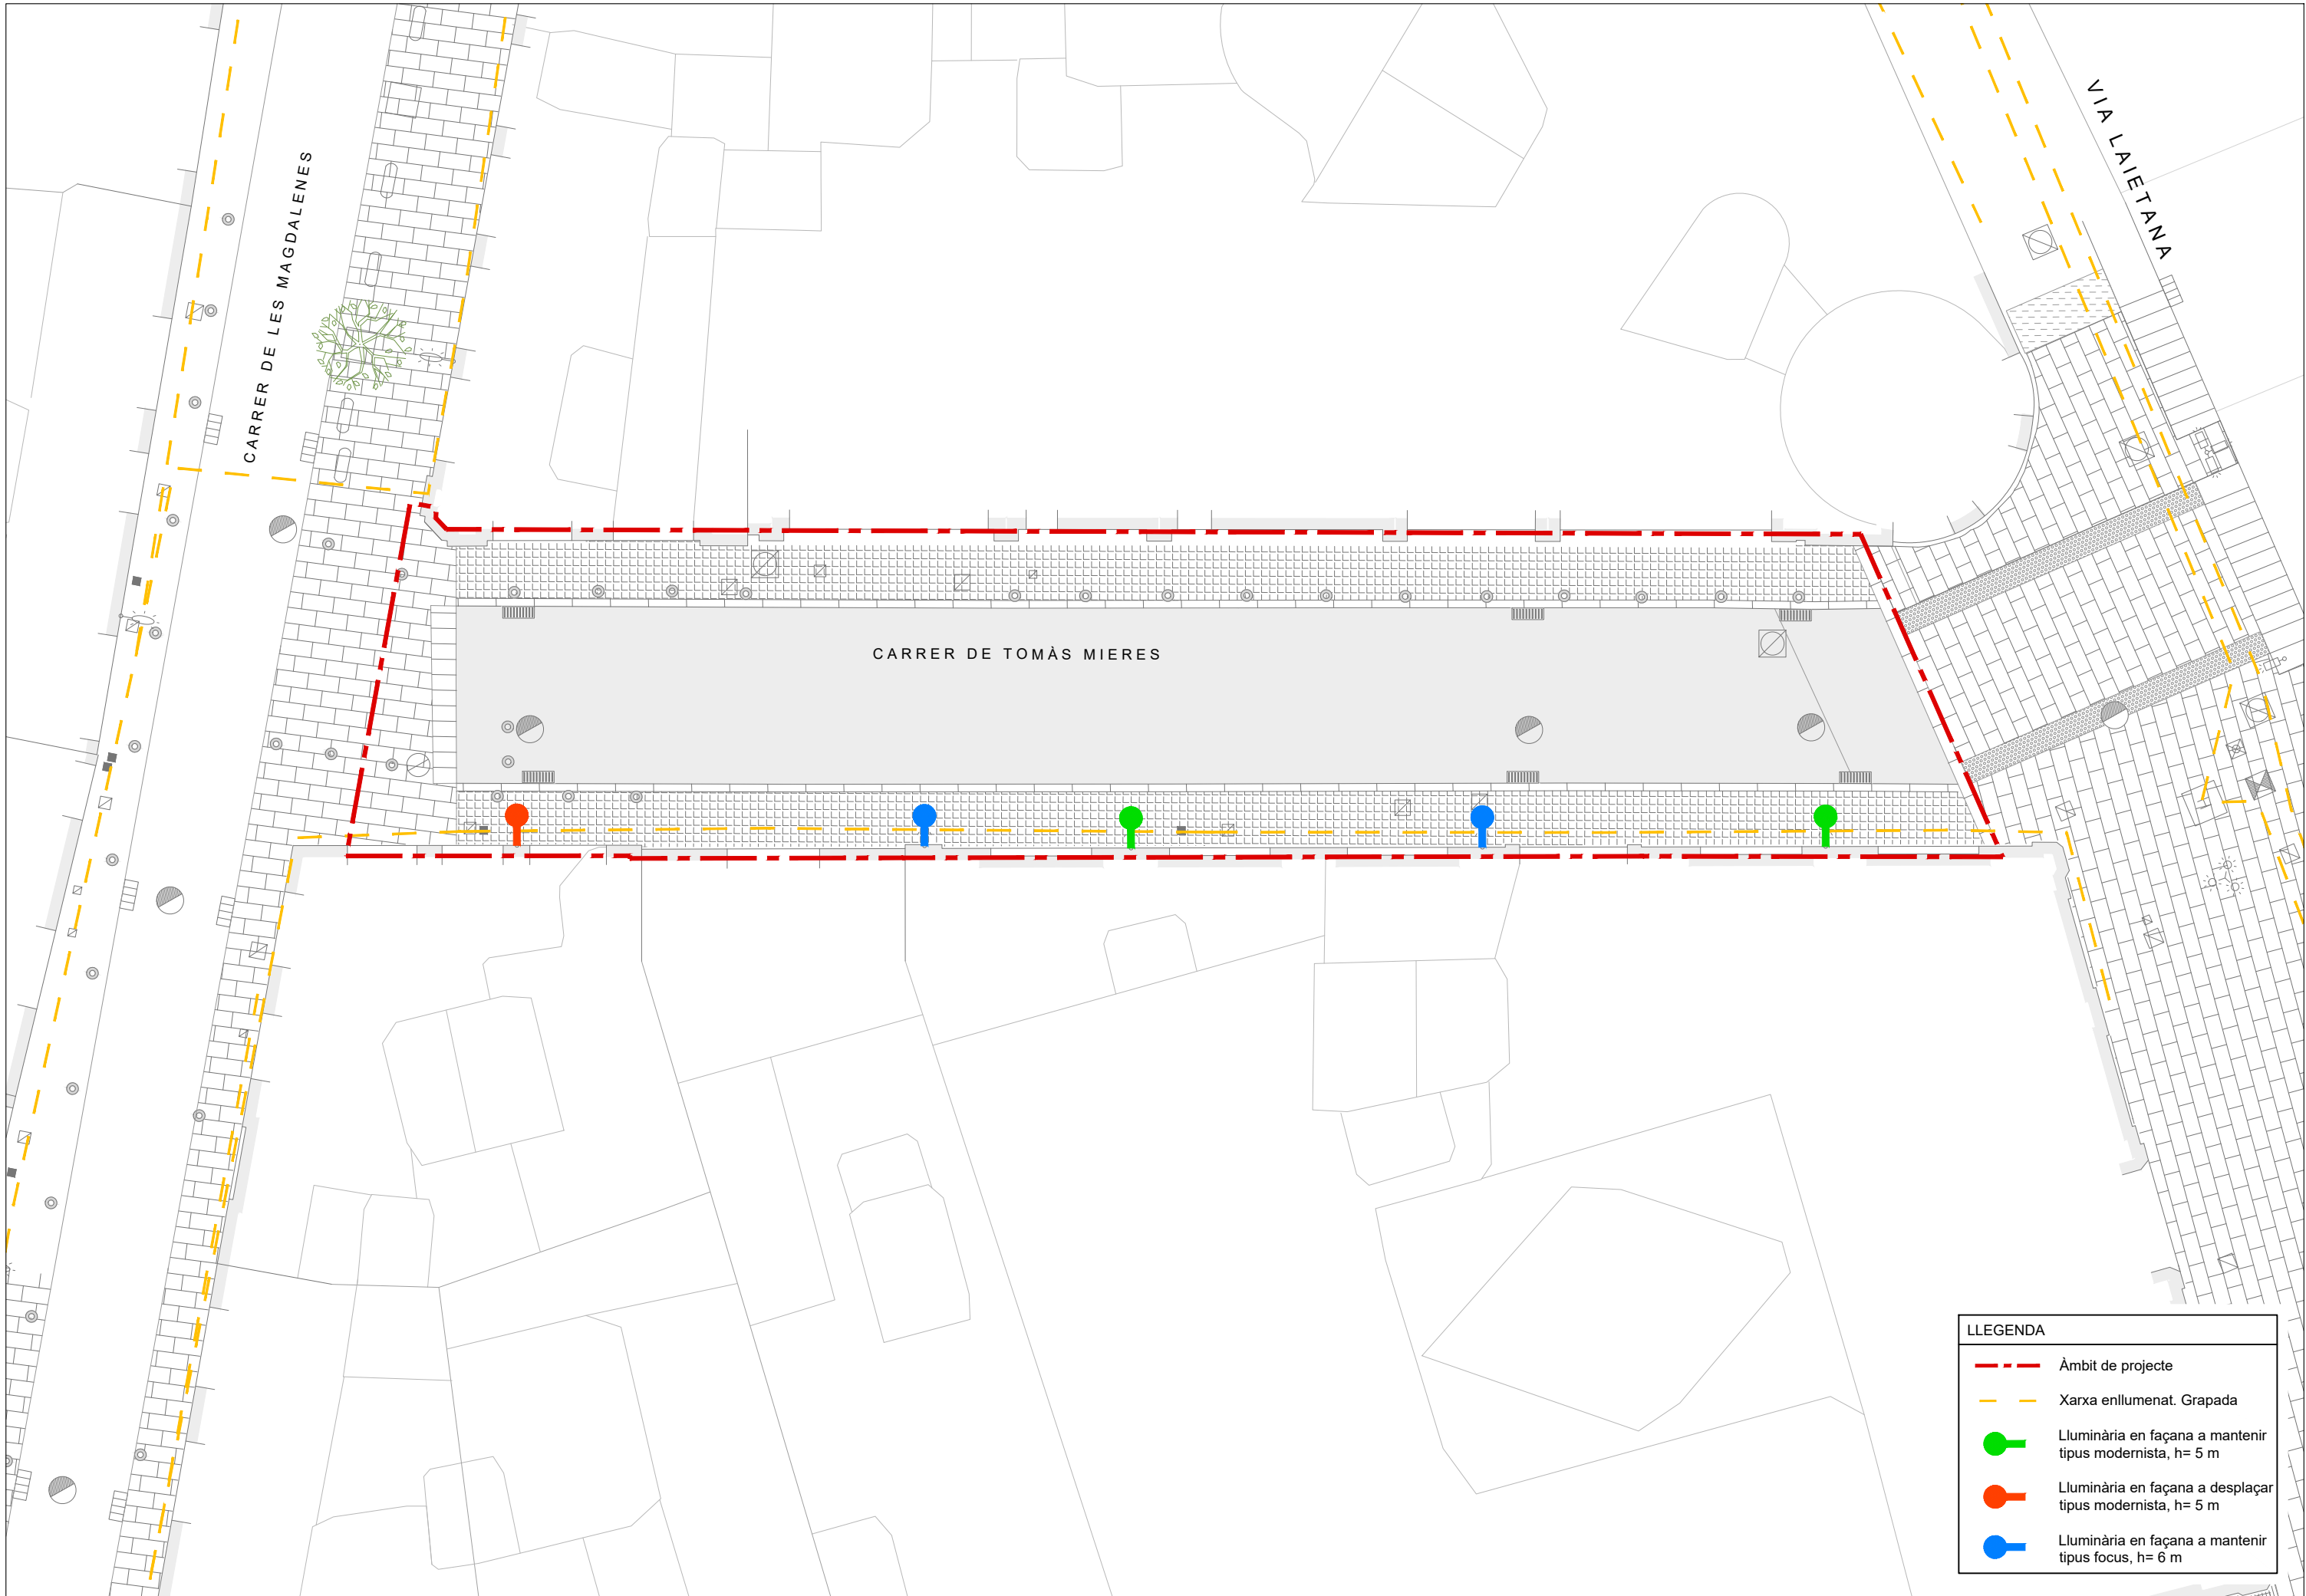 VIA LAIETANA
CARRER DE LES MAGDALENES
CARRER DE TOMÀS MIERES
LLEGENDA
Àmbit de projecte
Xarxa enllumenat. Grapada
Lluminària en façana a mantenir
tipus modernista, h= 5 m
Lluminària en façana a desplaçar
tipus modernista, h= 5 m
Lluminària en façana a mantenir
tipus focus, h= 6 m